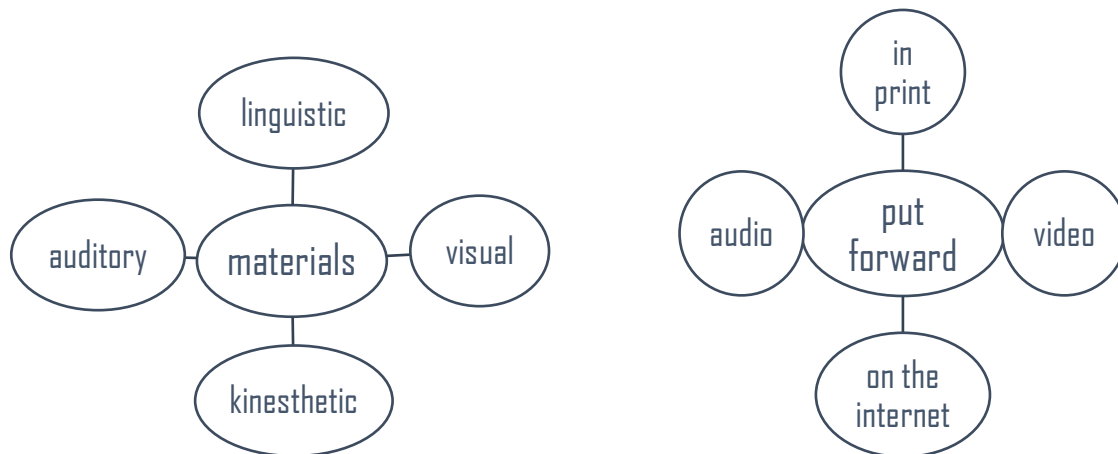 linguistic
auditory
materials
visual
kinesthetic
in
print
audio
put
forward
video
on the
internet